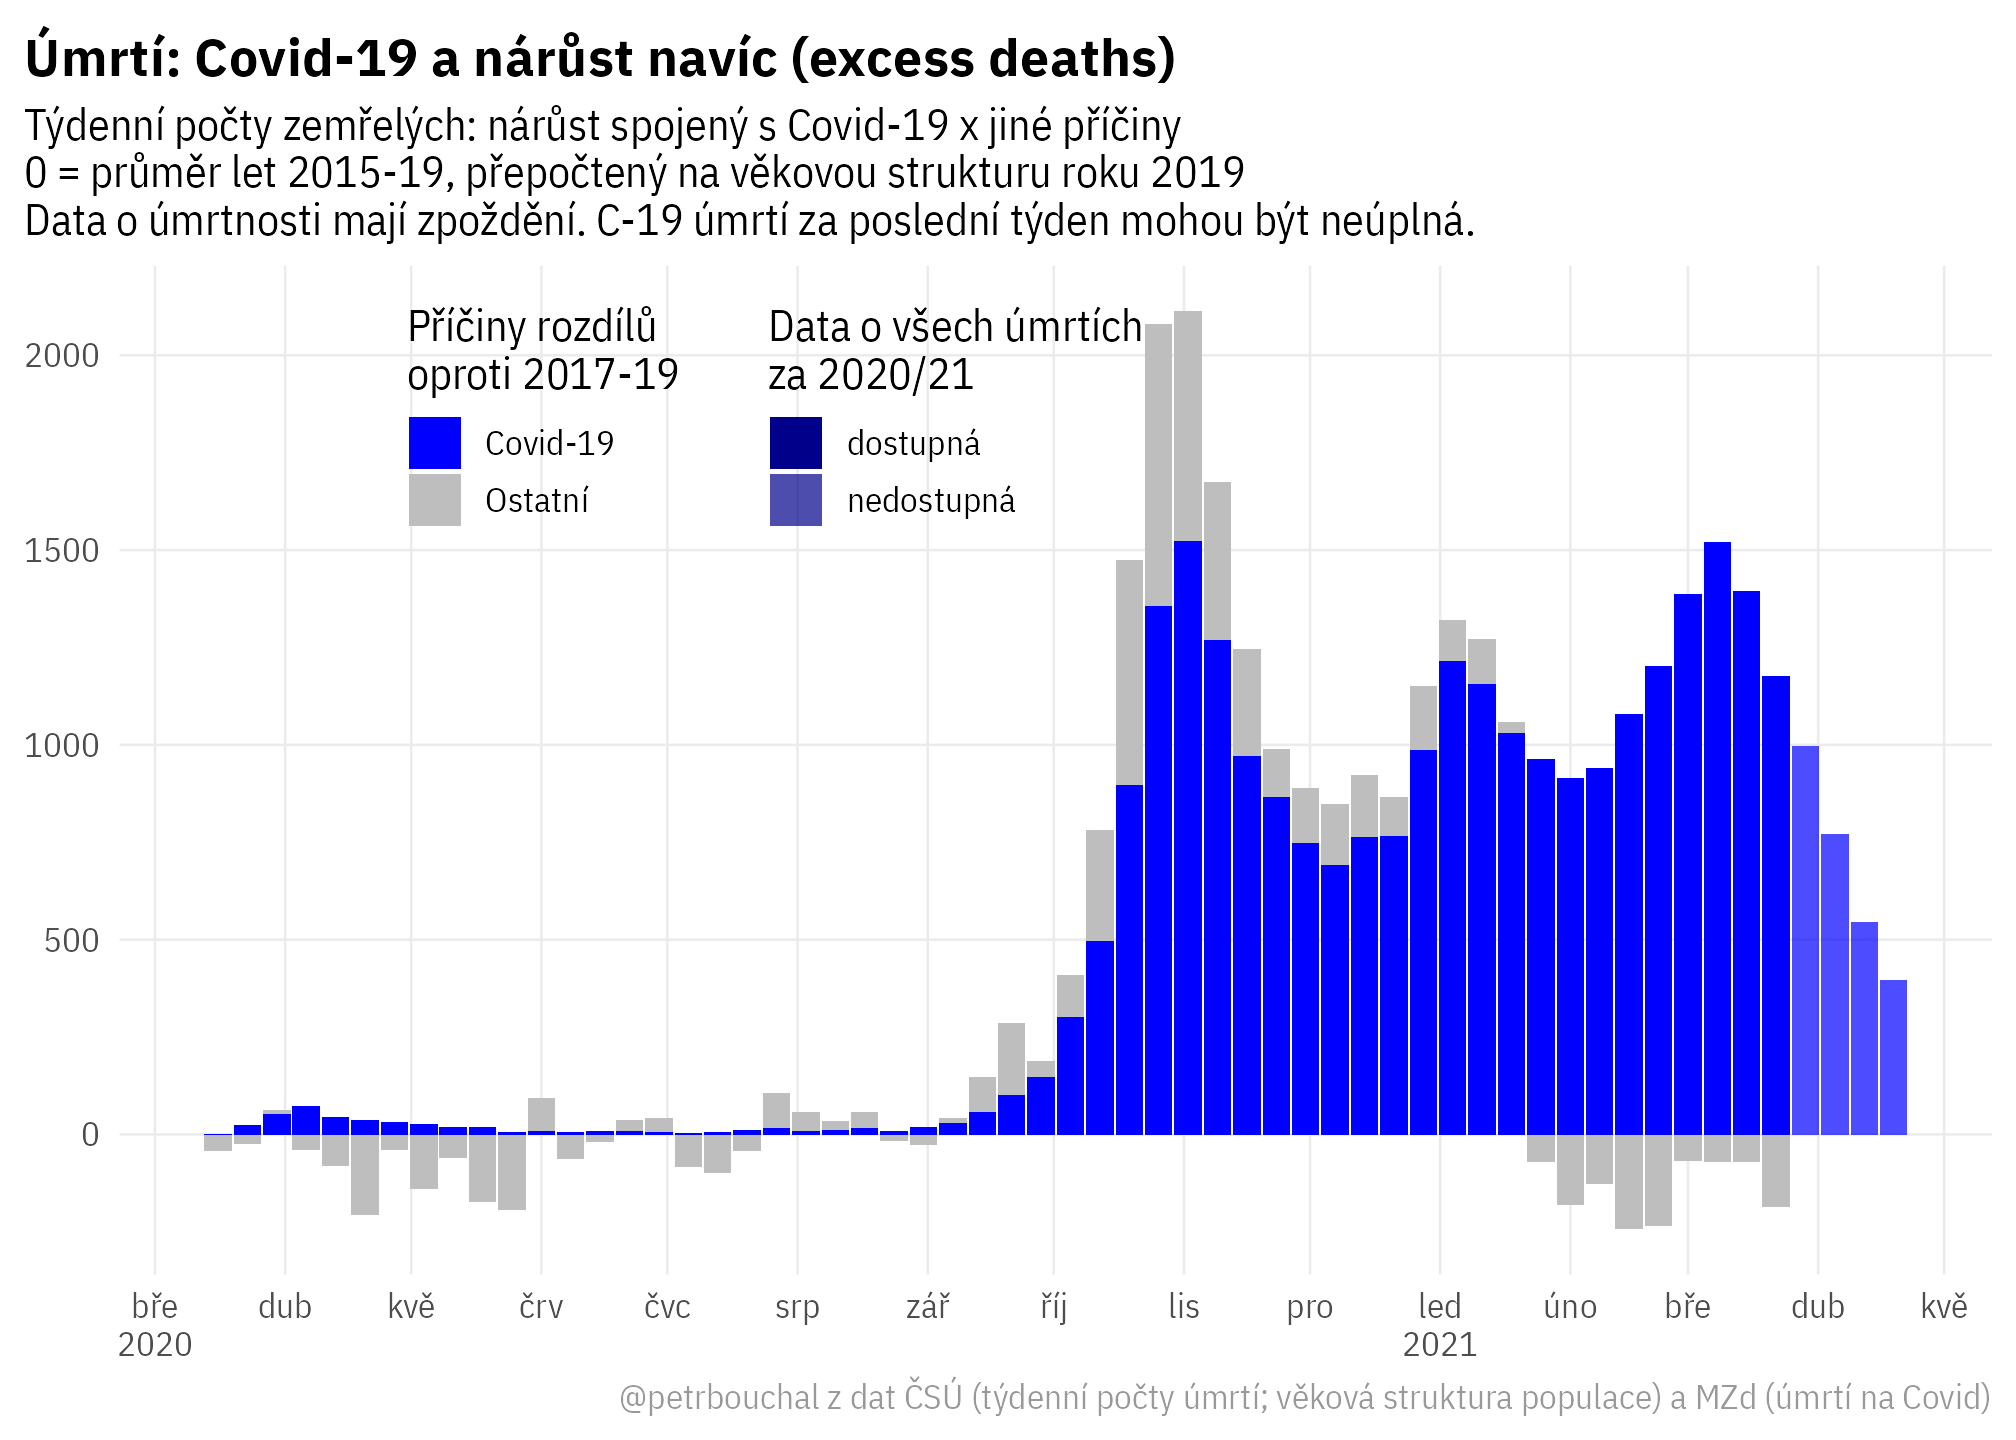 Úmrtí: Covid-19 a nárůst navíc (excess deaths)
Týdenní počty zemřelých: nárůst spojený s Covid-19 x jiné příčiny
0 = průměr let 2015-19, přepočtený na věkovou strukturu roku 2019
Data o úmrtnosti mají zpoždění. C-19 úmrtí za poslední týden mohou být neúplná.
Příčiny rozdílů
oproti 2017-19
Covid-19
Ostatní
Data o všech úmrtích
za 2020/21
dostupná
nedostupná
2000
1500
1000
500
0
bře dub kvě črv čvc srp zář říj lis pro led úno bře dub kvě
2020 2021
@petrbouchal z dat ČSÚ (týdenní počty úmrtí; věková struktura populace) a MZd (úmrtí na Covid)